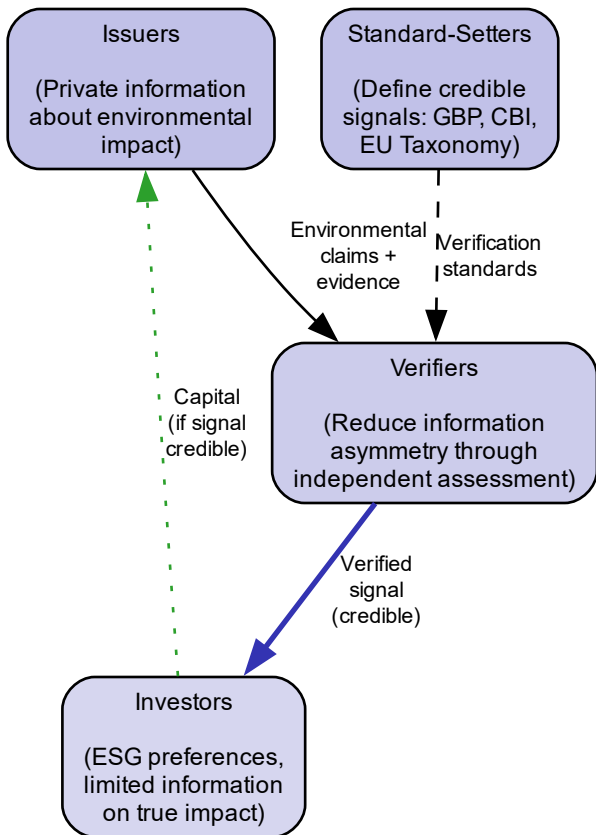 Issuers
(Private information
about environmental
impact)
Standard-Setters
(Define credible
signals: GBP, CBI,
EU Taxonomy)
Environmental
claims +
evidence
Verification
standards
Verifiers
(Reduce information
asymmetry through
independent assessment)
Capital
(if signal
credible)
Verified
signal
(credible)
Investors
(ESG preferences,
limited information
on true impact)